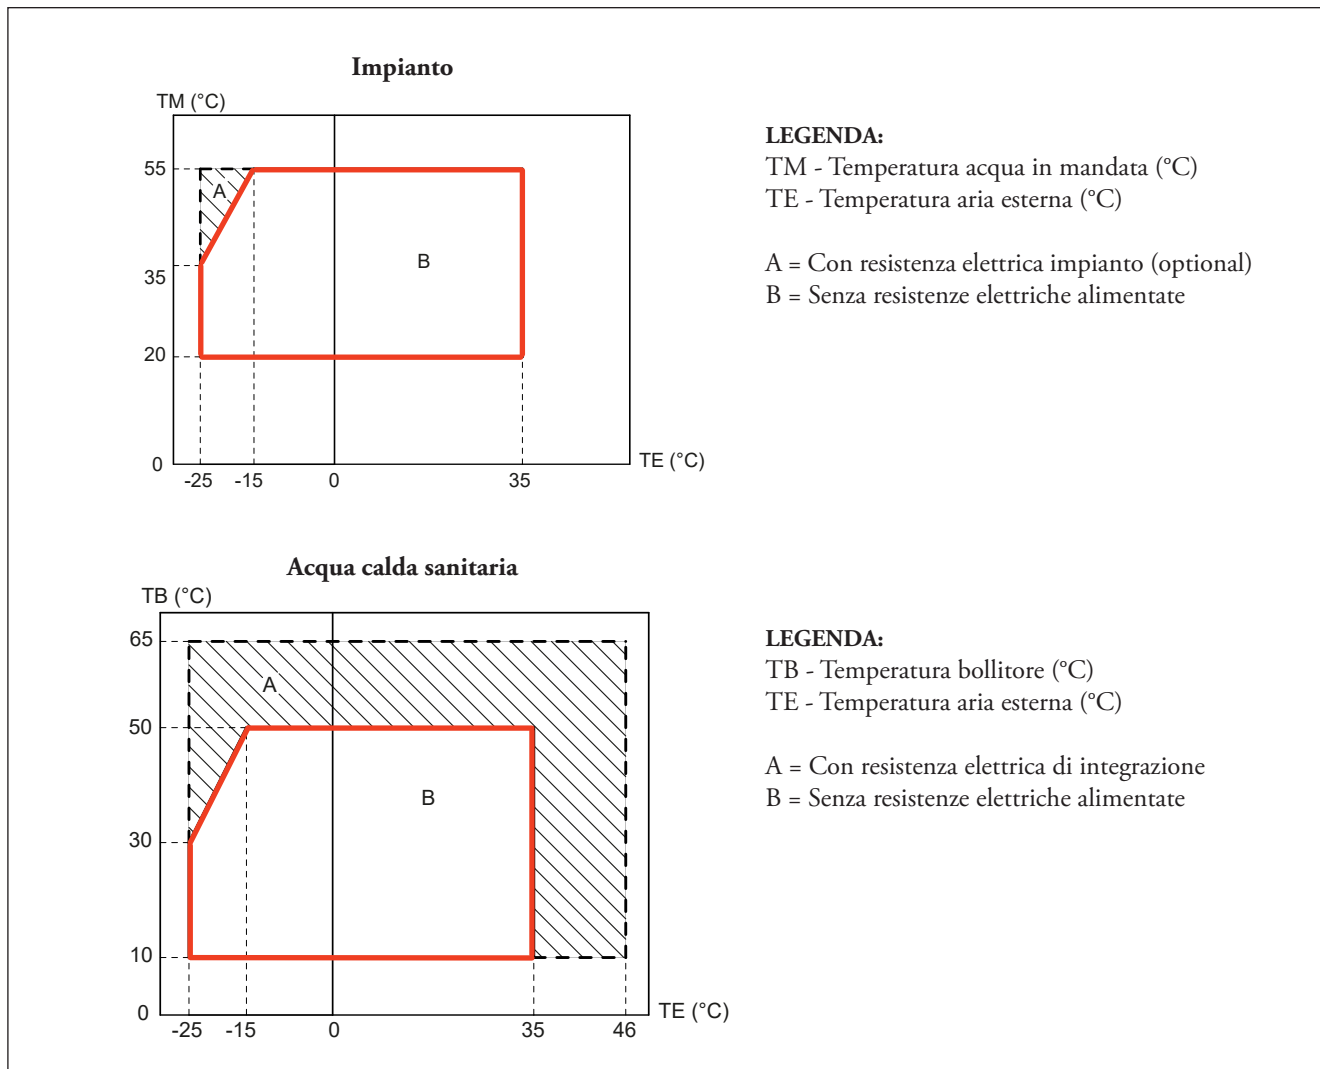 Impianto
TM (°C)
55
A
B
35
20
0
TE (°C)
-25 -15 0 35
LEGENDA:
TM - Temperatura acqua in mandata (°C)
TE - Temperatura aria esterna (°C)
A = Con resistenza elettrica impianto (optional)
B = Senza resistenze elettriche alimentate
Acqua calda sanitaria
TB (°C)
65
A
50
B
30
10
0
TE (°C)
-25 -15 0 35 46
LEGENDA:
TB - Temperatura bollitore (°C)
TE - Temperatura aria esterna (°C)
A = Con resistenza elettrica di integrazione
B = Senza resistenze elettriche alimentate